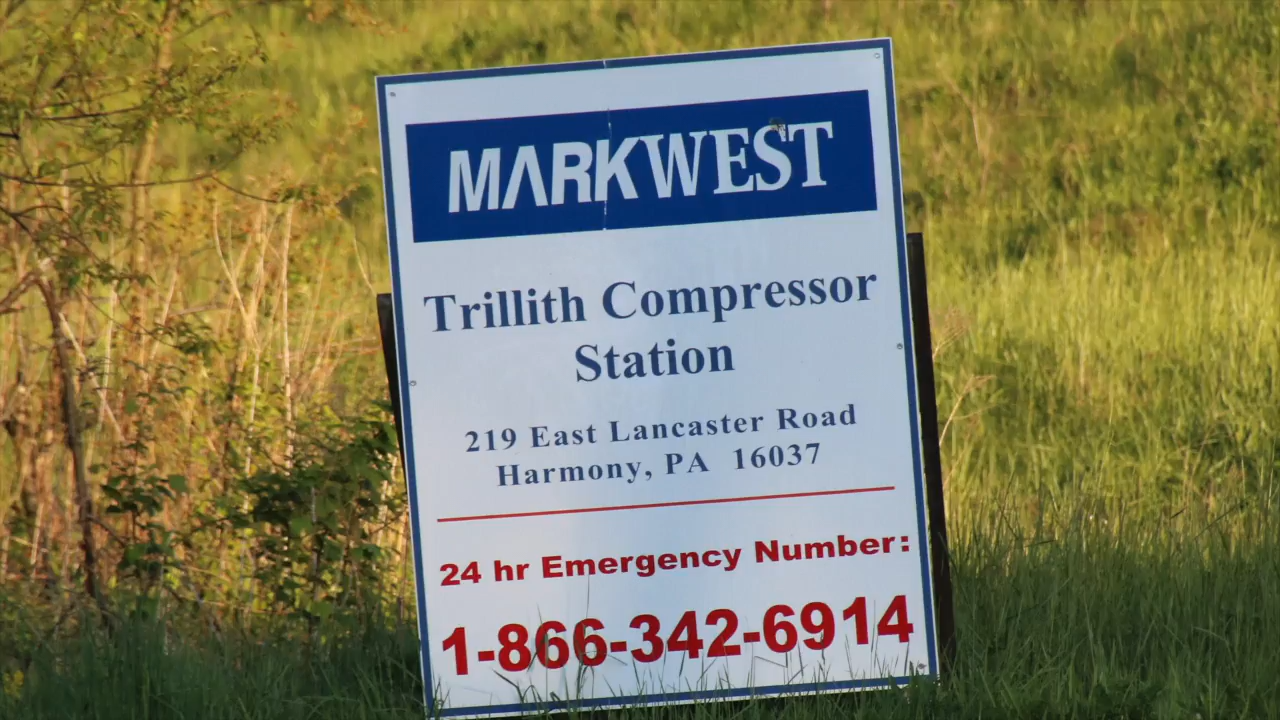 MARKWEST
Trillith Compressor
Station
219 East Lancaster Road
Harmony, PA 16037
24 hr Emergency Number:
1-866-342-6914